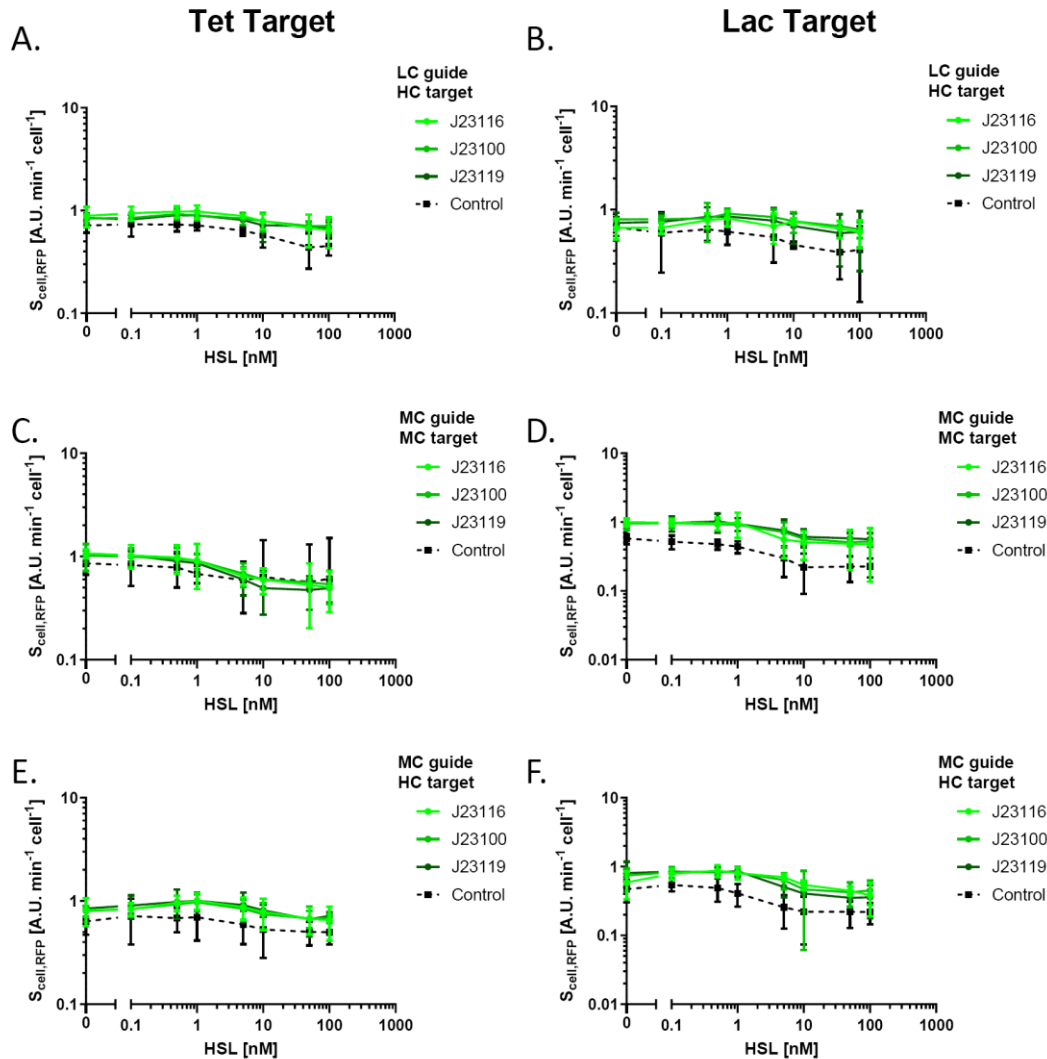 Tet Target
Lac Target
A.
LC guide
HC target
J23116
J23100
J23119
Control
S_cell,RFP [A.U. min⁻¹ cell⁻¹]
10
1
0.1
0
0.1
1
10
100
1000
HSL [nM]
B.
LC guide
HC target
J23116
J23100
J23119
Control
S_cell,RFP [A.U. min⁻¹ cell⁻¹]
10
1
0.1
0
0.1
1
10
100
1000
HSL [nM]
C.
MC guide
MC target
J23116
J23100
J23119
Control
S_cell,RFP [A.U. min⁻¹ cell⁻¹]
10
1
0.1
0
0.1
1
10
100
1000
HSL [nM]
D.
MC guide
MC target
J23116
J23100
J23119
Control
S_cell,RFP [A.U. min⁻¹ cell⁻¹]
10
1
0.1
0.01
0
0.1
1
10
100
1000
HSL [nM]
E.
MC guide
HC target
J23116
J23100
J23119
Control
S_cell,RFP [A.U. min⁻¹ cell⁻¹]
10
1
0.1
0
0.1
1
10
100
1000
HSL [nM]
F.
MC guide
HC target
J23116
J23100
J23119
Control
S_cell,RFP [A.U. min⁻¹ cell⁻¹]
10
1
0.1
0.01
0
0.1
1
10
100
1000
HSL [nM]